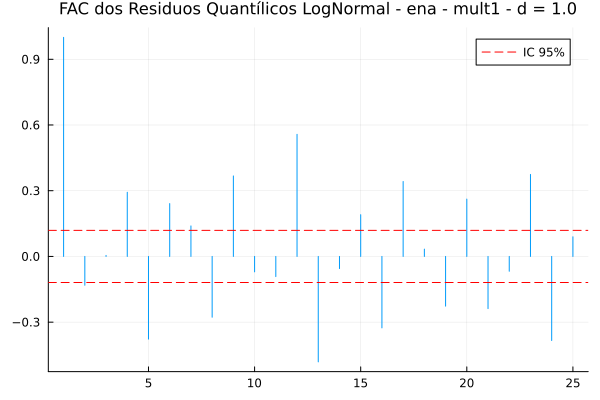 FAC dos Residuos Quantílicos LogNormal - ena - mult1 - d = 1.0
IC 95%
0.9
0.6
0.3
0.0
−0.3
5 10 15 20 25